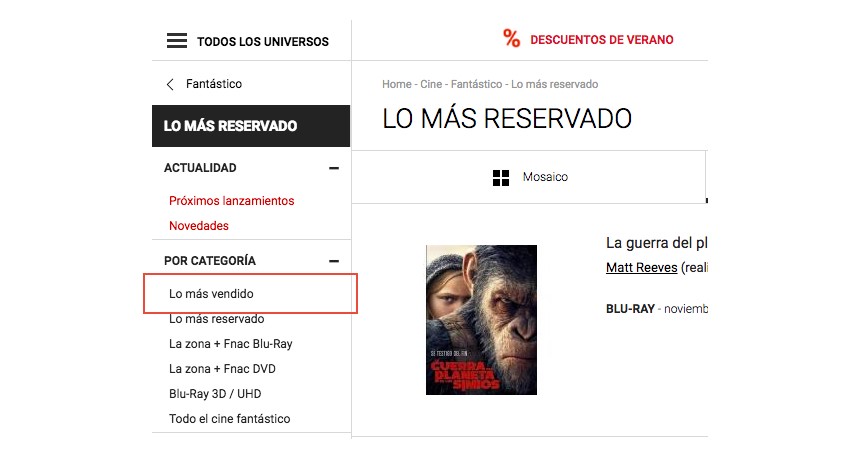 TODOS LOS UNIVERSOS
% DESCUENTOS DE VERANO
Fantástico
LO MÁS RESERVADO
ACTUALIDAD
Próximos lanzamientos
Novedades
POR CATEGORÍA
Lo más vendido
Lo más reservado
La zona + Fnac Blu-Ray
La zona + Fnac DVD
Blu-Ray 3D / UHD
Todo el cine fantástico
Home - Cine - Fantástico - Lo más reservado
LO MÁS RESERVADO
Mosaico
SÉ TESTIGO DEL FIN
LA GUERRA DEL
PLANETA
DE LOS
SIMIOS
La guerra del pl
Matt Reeves (reali
BLU-RAY - noviemb